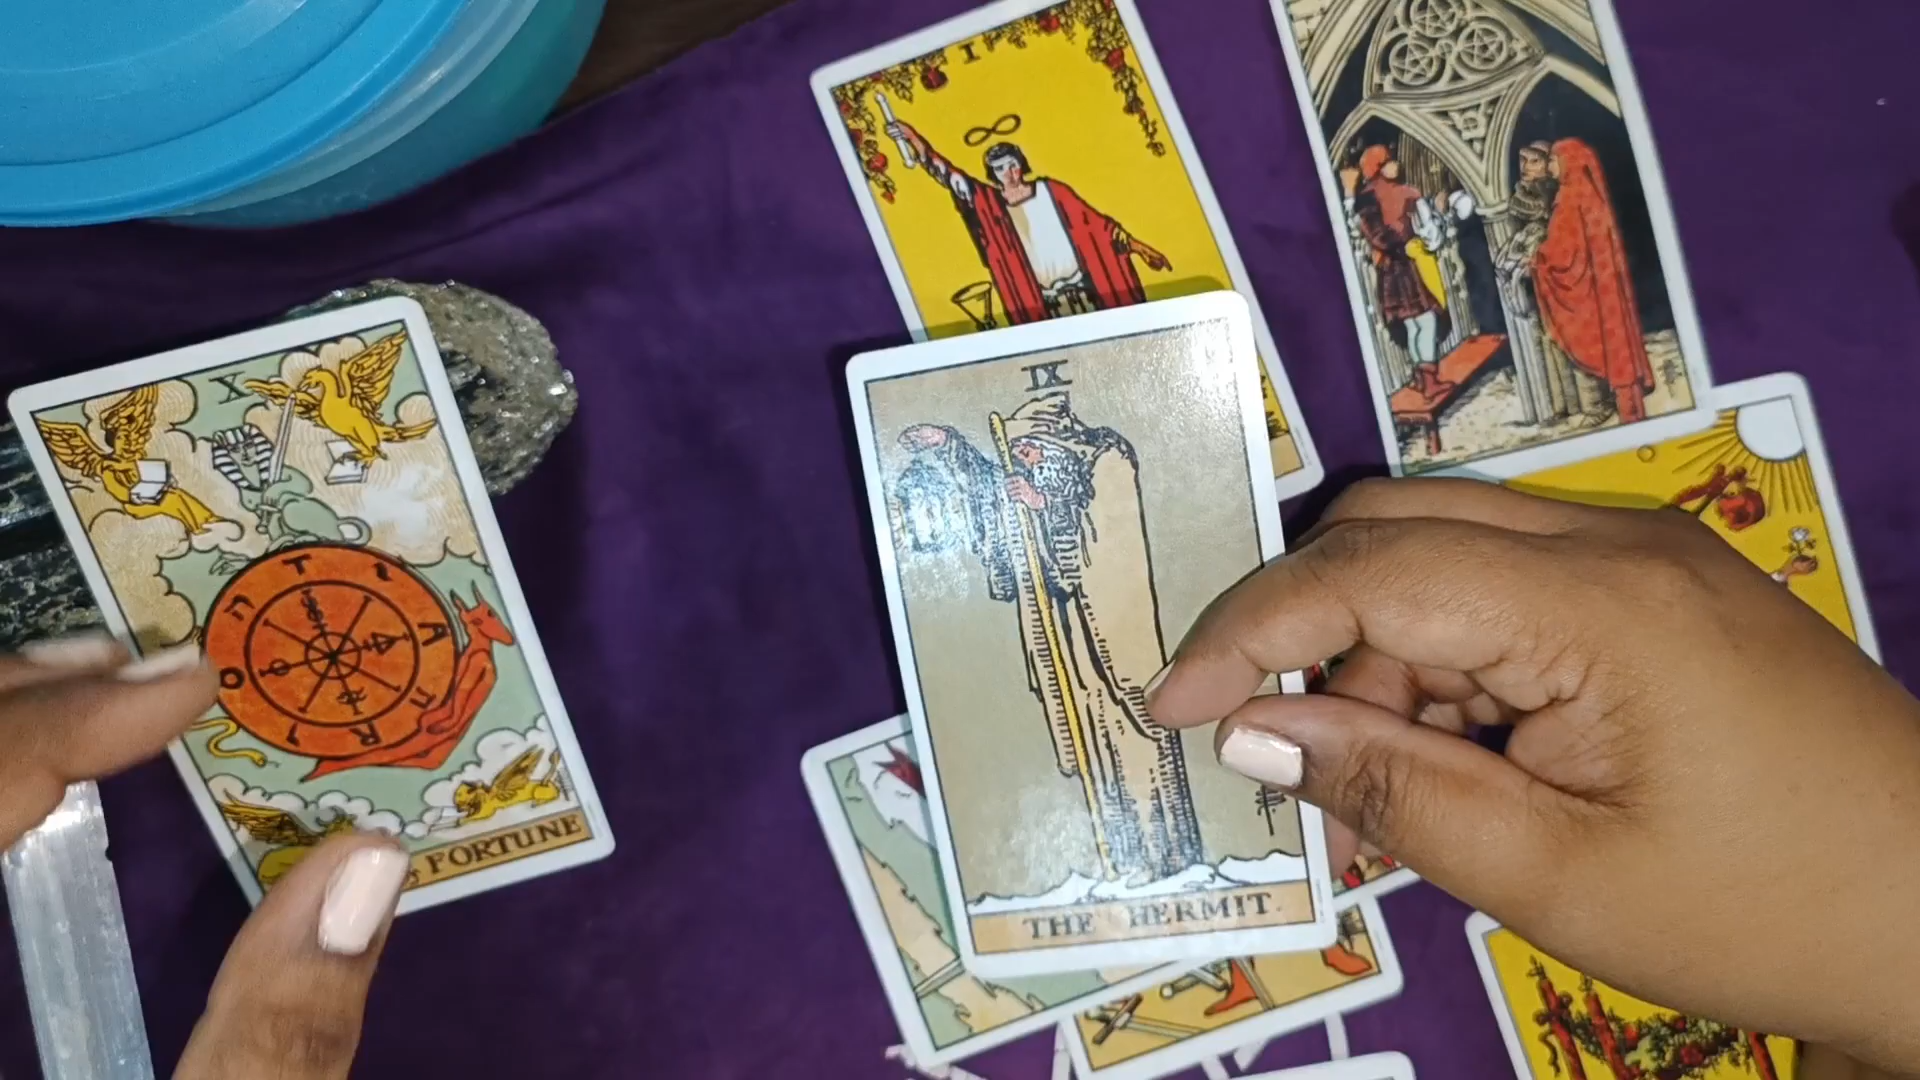 I
X
IX
T
A
R
O
FORTUNE
THE HERMIT.